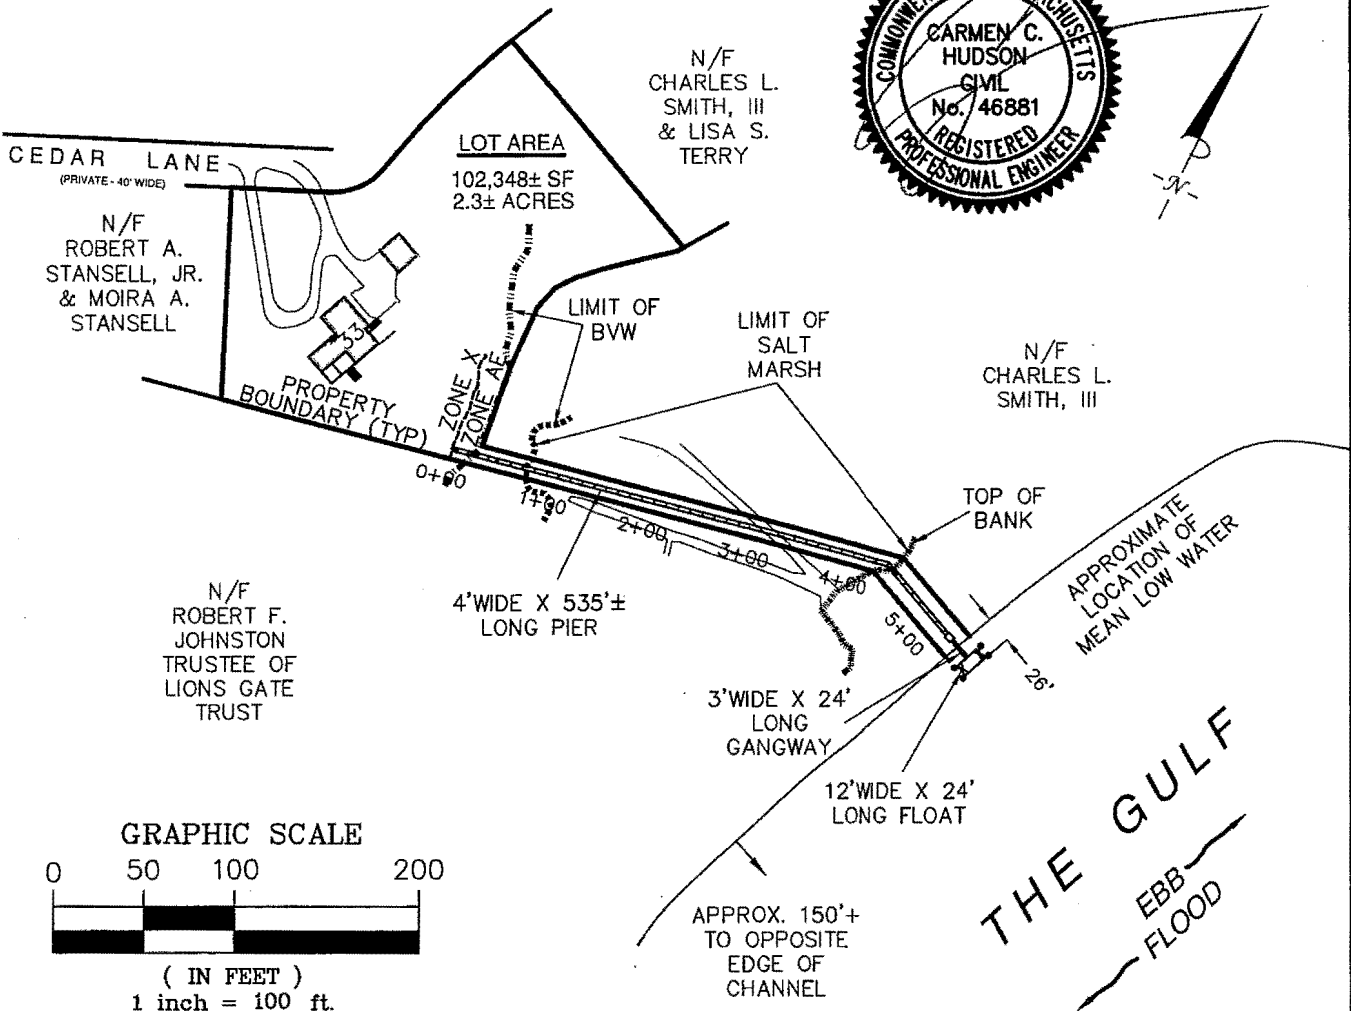 COMMONWEA
ACHUSETTS
CARMEN C.
HUDSON
CIVIL
No. 46881
REGISTERED
PROFESSIONAL ENGINEER
N/F
CHARLES L.
SMITH, III
& LISA S.
TERRY
-N-
CEDAR LANE
(PRIVATE - 40' WIDE)
LOT AREA
102,348± SF
2.3± ACRES
N/F
ROBERT A.
STANSELL, JR.
& MOIRA A.
STANSELL
33
LIMIT OF
BVW
LIMIT OF
SALT
MARSH
N/F
CHARLES L.
SMITH, III
PROPERTY
BOUNDARY (TYP)
ZONE X
ZONE AE
0+00
1+00
2+00
3+00
4+00
5+00
TOP OF
BANK
APPROXIMATE
LOCATION OF
MEAN LOW WATER
N/F
ROBERT F.
JOHNSTON
TRUSTEE OF
LIONS GATE
TRUST
4'WIDE X 535'±
LONG PIER
26'
3'WIDE X 24'
LONG
GANGWAY
12'WIDE X 24'
LONG FLOAT
THE GULF
EBB
FLOOD
APPROX. 150'+
TO OPPOSITE
EDGE OF
CHANNEL
GRAPHIC SCALE
0 50 100 200
( IN FEET )
1 inch = 100 ft.